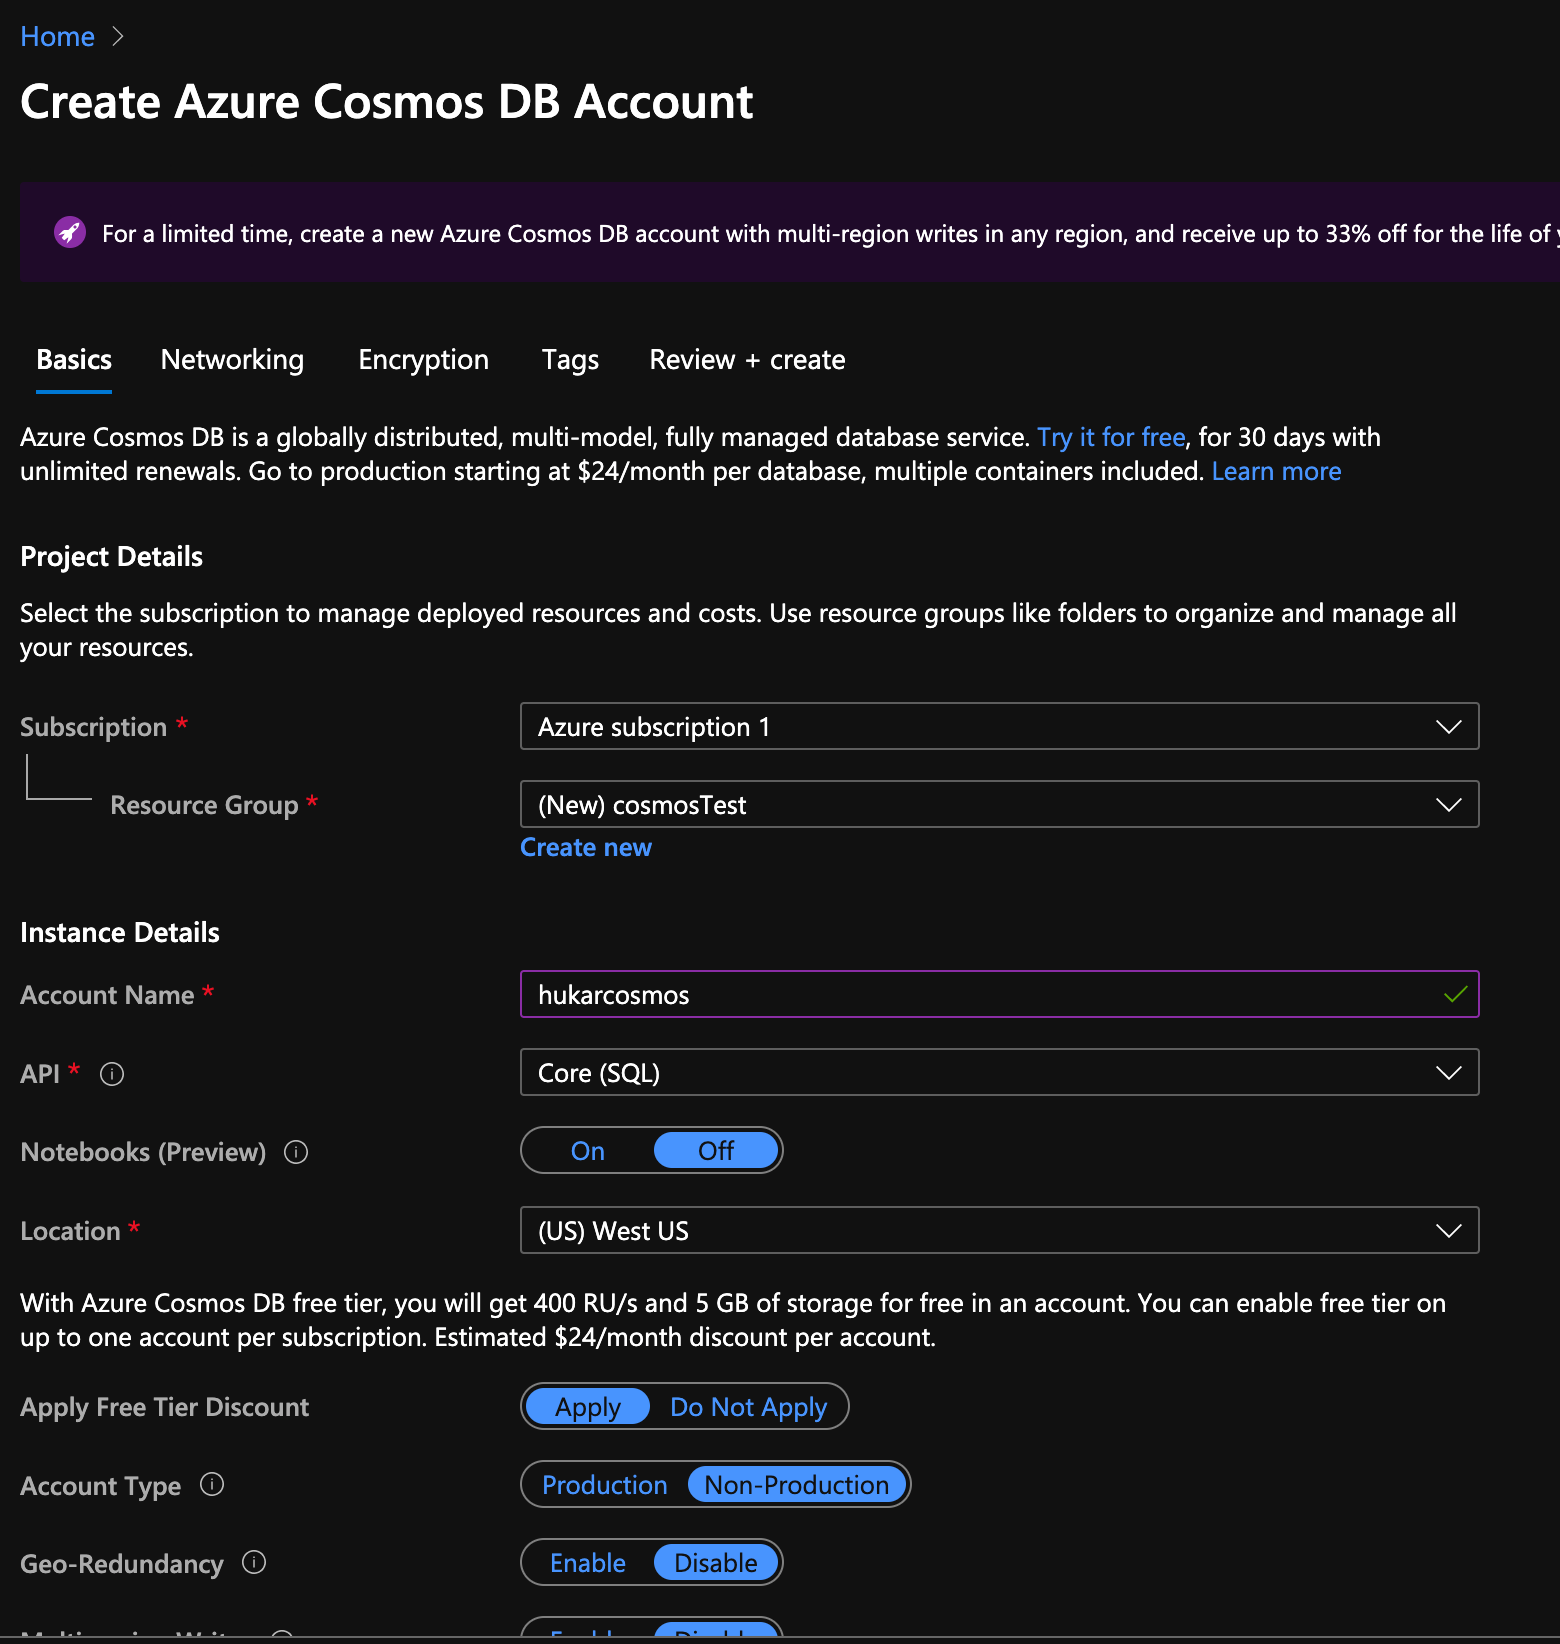 Home
Create Azure Cosmos DB Account
For a limited time, create a new Azure Cosmos DB account with multi-region writes in any region, and receive up to 33% off for the life of
Basics Networking Encryption Tags Review + create
Azure Cosmos DB is a globally distributed, multi-model, fully managed database service. Try it for free, for 30 days with
unlimited renewals. Go to production starting at $24/month per database, multiple containers included. Learn more
Project Details
Select the subscription to manage deployed resources and costs. Use resource groups like folders to organize and manage all
your resources.
Subscription * Azure subscription 1
Resource Group * (New) cosmosTest
Create new
Instance Details
Account Name * hukarcosmos
API * Core (SQL)
Notebooks (Preview) On Off
Location * (US) West US
With Azure Cosmos DB free tier, you will get 400 RU/s and 5 GB of storage for free in an account. You can enable free tier on
up to one account per subscription. Estimated $24/month discount per account.
Apply Free Tier Discount Apply Do Not Apply
Account Type Production Non-Production
Geo-Redundancy Enable Disable